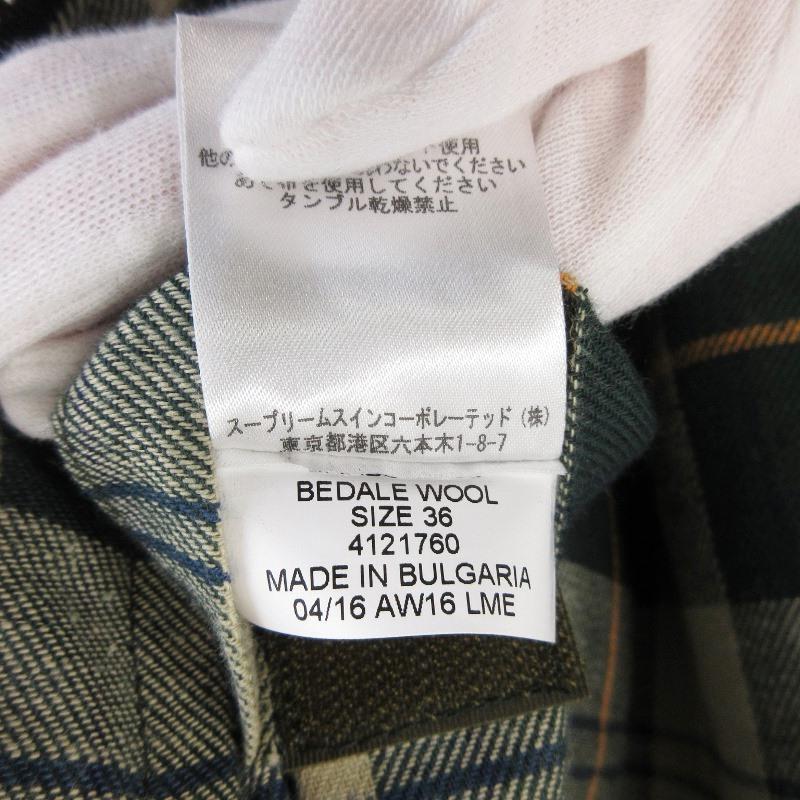 他の 使用
わないでください
あて布を使用してください
タンブル乾燥禁止
スープリームスインコーポレーテッド (株)
東京都港区六本木1-8-7
BEDALE WOOL
SIZE 36
4121760
MADE IN BULGARIA
04/16 AW16 LME